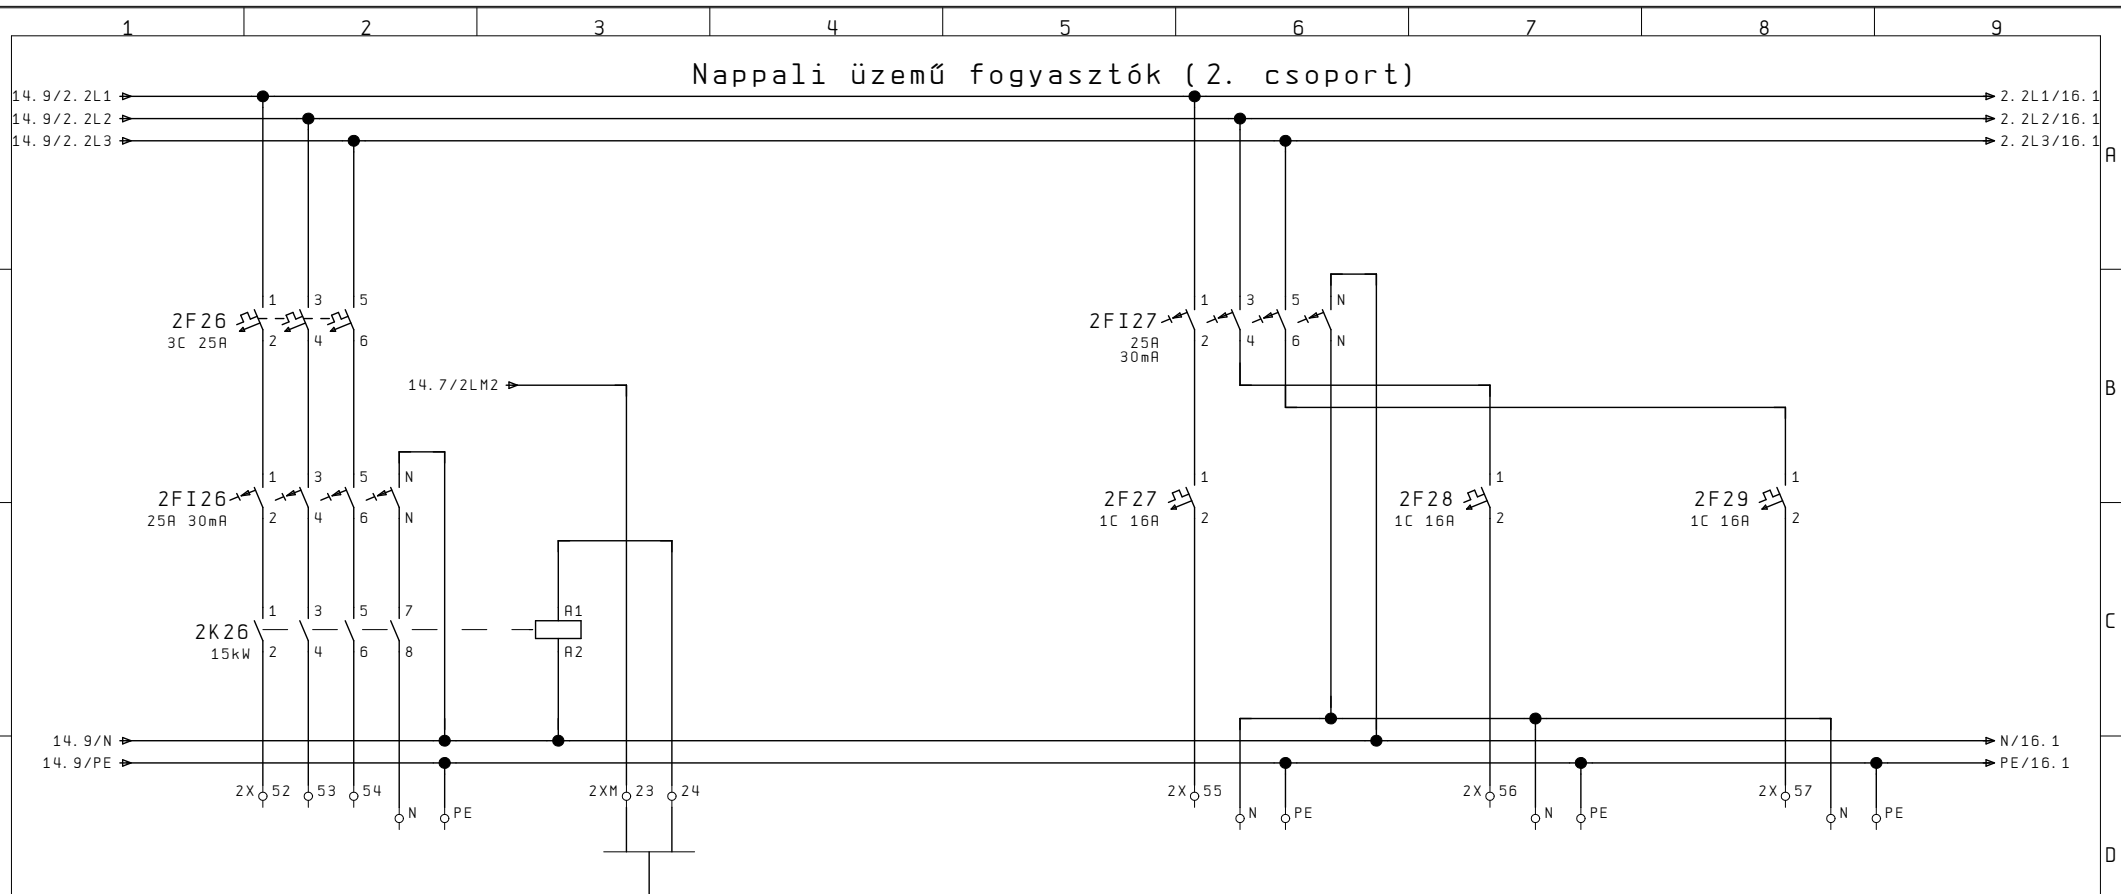 1 2 3 4 5 6 7 8 9
Nappali üzemű fogyasztók (2. csoport)
14.9/2.2L1 2.2L1/16.1
14.9/2.2L2 2.2L2/16.1
14.9/2.2L3 2.2L3/16.1
A
1 3 5 1 3 5 N
2F26 2FI27
3C 25A 2 4 6 25A 2 4 6 N
30mA
14.7/2LM2
B
1 3 5 N 1 1 1
2FI26 2F27 2F28 2F29
25A 30mA 2 4 6 N 1C 16A 2 1C 16A 2 1C 16A 2
1 3 5 7 A1
2K26 C
15kW 2 4 6 8 A2
14.9/N N/16.1
14.9/PE PE/16.1
2X 52 53 54 2XM 23 24 2X 55 2X 56 2X 57
N PE N PE N PE N PE
D